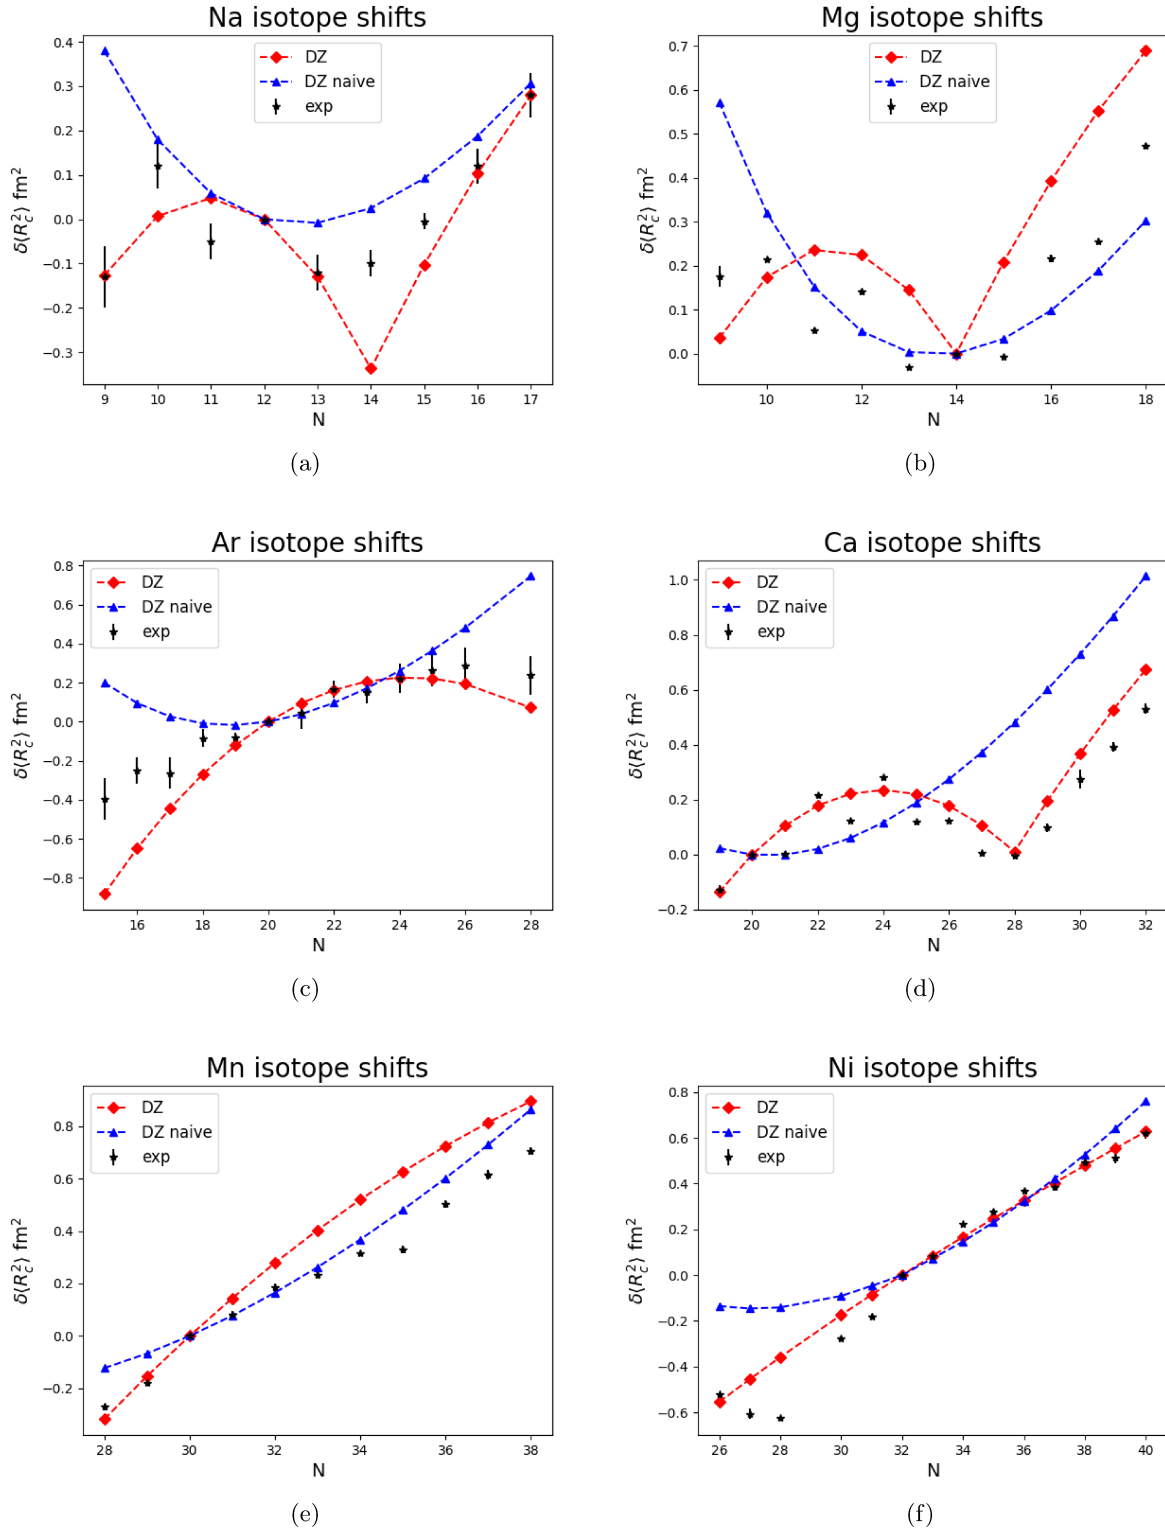 Na isotope shifts
DZ
DZ naive
exp
δ⟨R_c^2⟩ fm^2
0.4
0.3
0.2
0.1
0.0
−0.1
−0.2
−0.3
9 10 11 12 13 14 15 16 17
N
(a)
Mg isotope shifts
DZ
DZ naive
exp
δ⟨R_c^2⟩ fm^2
0.7
0.6
0.5
0.4
0.3
0.2
0.1
0.0
10 12 14 16 18
N
(b)
Ar isotope shifts
DZ
DZ naive
exp
δ⟨R_c^2⟩ fm^2
0.8
0.6
0.4
0.2
0.0
−0.2
−0.4
−0.6
−0.8
16 18 20 22 24 26 28
N
(c)
Ca isotope shifts
DZ
DZ naive
exp
δ⟨R_c^2⟩ fm^2
1.0
0.8
0.6
0.4
0.2
0.0
−0.2
20 22 24 26 28 30 32
N
(d)
Mn isotope shifts
DZ
DZ naive
exp
δ⟨R_c^2⟩ fm^2
0.8
0.6
0.4
0.2
0.0
−0.2
28 30 32 34 36 38
N
(e)
Ni isotope shifts
DZ
DZ naive
exp
δ⟨R_c^2⟩ fm^2
0.8
0.6
0.4
0.2
0.0
−0.2
−0.4
−0.6
26 28 30 32 34 36 38 40
N
(f)